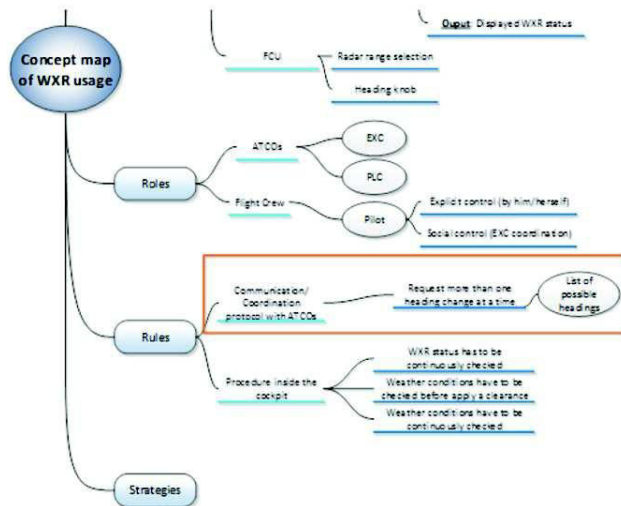 Ouput: Displayed WXR status
Concept map
of WXR usage
FCU
Radar range selection
Heading knob
Roles
ATCOs
EXC
PLC
Flight Crew
Pilot
Explicit control (by him/herself)
Social control (EXC coordination)
Rules
Communication/
Coordination
protocol with ATCOs
Request more than one
heading change at a time
List of
possible
headings
Procedure inside the
cockpit
WXR status has to be
continuously checked
Weather conditions have to be
checked before apply a clearance
Weather conditions have to be
continuously checked
Strategies